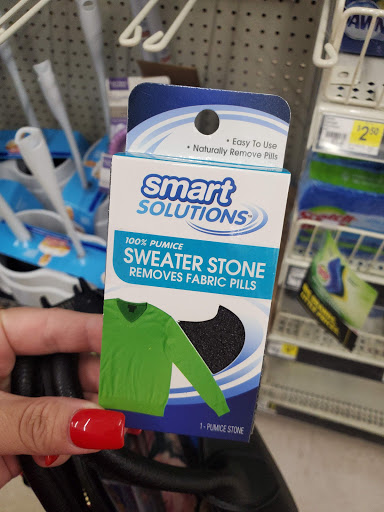 • Easy To Use
• Naturally Remove Pills
smart
SOLUTIONS
100% PUMICE
SWEATER STONE
REMOVES FABRIC PILLS
1 - PUMICE STONE
$2.50
Scotch